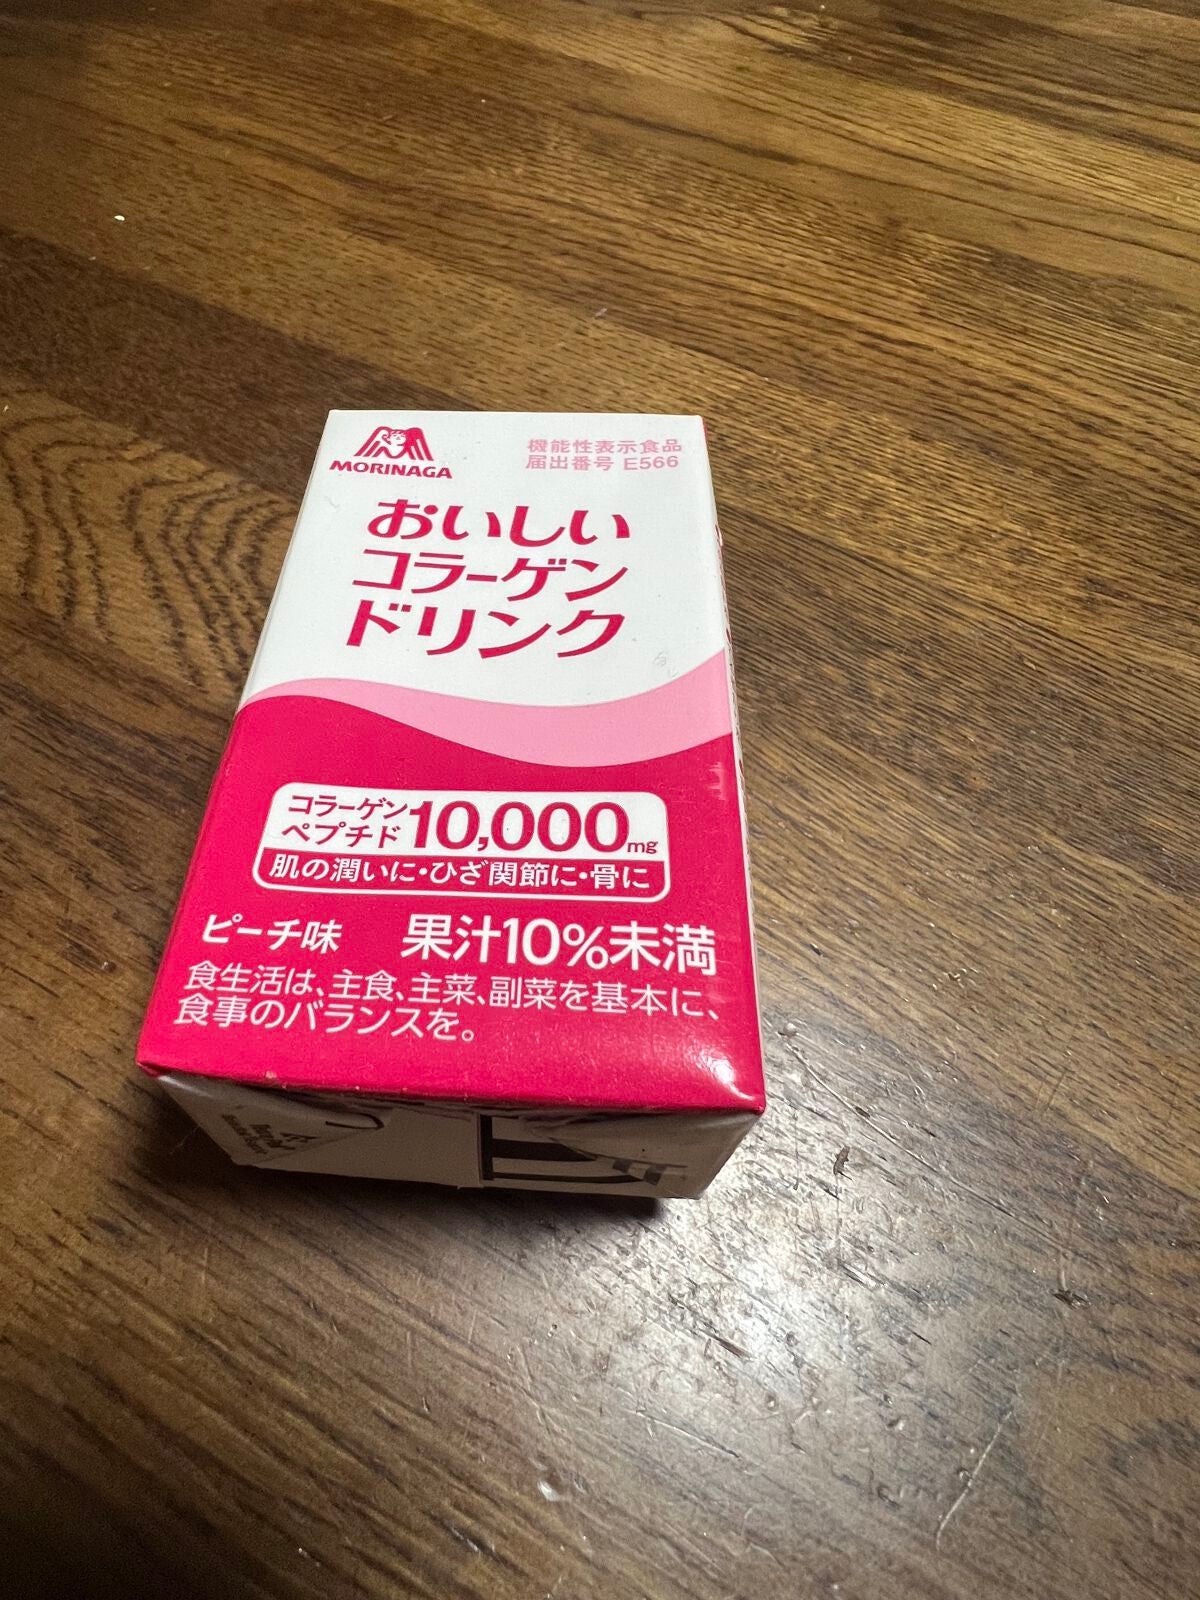 MORINAGA
機能性表示食品
届出番号 E566
おいしい
コラーゲン
ドリンク
コラーゲン
ペプチド 10,000mg
肌の潤いに・ひざ関節に・骨に
ピーチ味 果汁10%未満
食生活は、主食、主菜、副菜を基本に、
食事のバランスを。